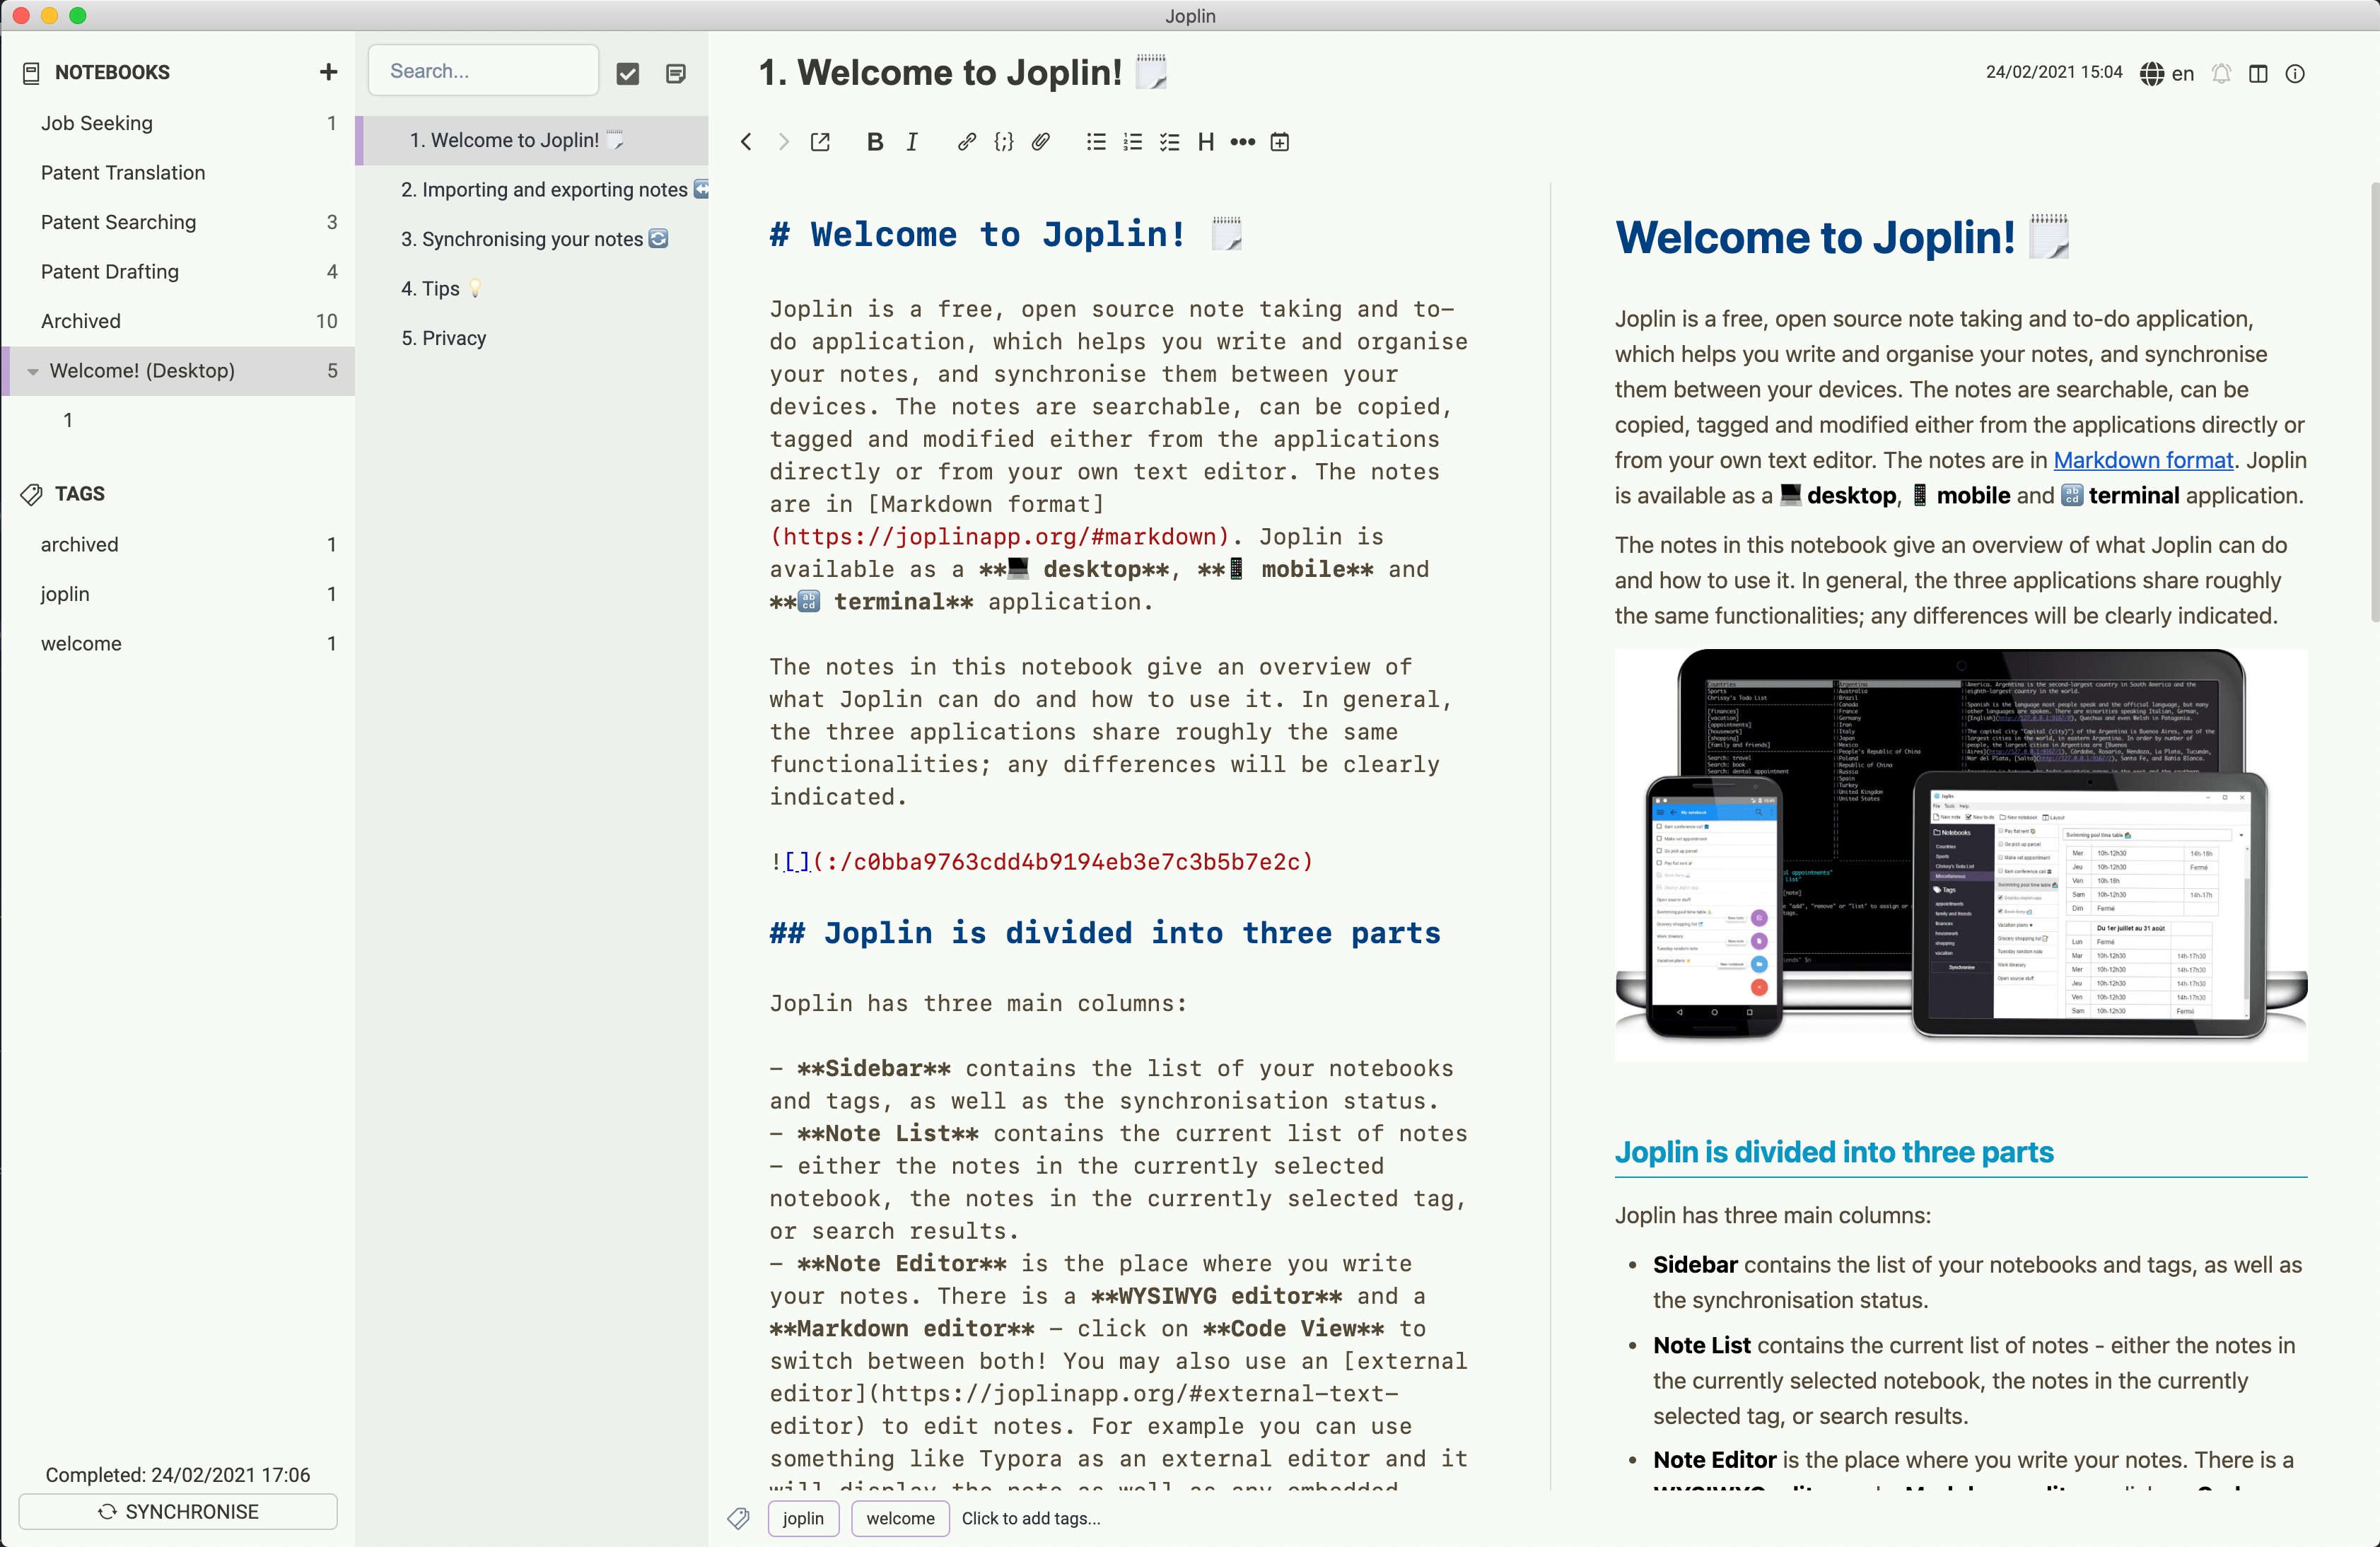 Joplin
NOTEBOOKS
Job Seeking 1
Patent Translation
Patent Searching 3
Patent Drafting 4
Archived 10
Welcome! (Desktop) 5
1
TAGS
archived 1
joplin 1
welcome 1
Completed: 24/02/2021 17:06
SYNCHRONISE
Search...
1. Welcome to Joplin! 🗒️
2. Importing and exporting notes ↔️
3. Synchronising your notes 🔄
4. Tips 💡
5. Privacy
1. Welcome to Joplin! 🗒️
24/02/2021 15:04 en
# Welcome to Joplin! 🗒️
Joplin is a free, open source note taking and to-
do application, which helps you write and organise
your notes, and synchronise them between your
devices. The notes are searchable, can be copied,
tagged and modified either from the applications
directly or from your own text editor. The notes
are in [Markdown format]
(https://joplinapp.org/#markdown). Joplin is
available as a **💻 desktop**, **📱 mobile** and
**🔡 terminal** application.
The notes in this notebook give an overview of
what Joplin can do and how to use it. In general,
the three applications share roughly the same
functionalities; any differences will be clearly
indicated.
![](:/c0bba9763cdd4b9194eb3e7c3b5b7e2c)
## Joplin is divided into three parts
Joplin has three main columns:
- **Sidebar** contains the list of your notebooks
and tags, as well as the synchronisation status.
- **Note List** contains the current list of notes
- either the notes in the currently selected
notebook, the notes in the currently selected tag,
or search results.
- **Note Editor** is the place where you write
your notes. There is a **WYSIWYG editor** and a
**Markdown editor** - click on **Code View** to
switch between both! You may also use an [external
editor](https://joplinapp.org/#external-text-
editor) to edit notes. For example you can use
something like Typora as an external editor and it
will display the note as well as any embedded
joplin welcome Click to add tags...
Welcome to Joplin! 🗒️
Joplin is a free, open source note taking and to-do application,
which helps you write and organise your notes, and synchronise
them between your devices. The notes are searchable, can be
copied, tagged and modified either from the applications directly or
from your own text editor. The notes are in Markdown format. Joplin
is available as a 💻 desktop, 📱 mobile and 🔡 terminal application.
The notes in this notebook give an overview of what Joplin can do
and how to use it. In general, the three applications share roughly
the same functionalities; any differences will be clearly indicated.
Joplin is divided into three parts
Joplin has three main columns:
• Sidebar contains the list of your notebooks and tags, as well as
the synchronisation status.
• Note List contains the current list of notes - either the notes in
the currently selected notebook, the notes in the currently
selected tag, or search results.
• Note Editor is the place where you write your notes. There is a